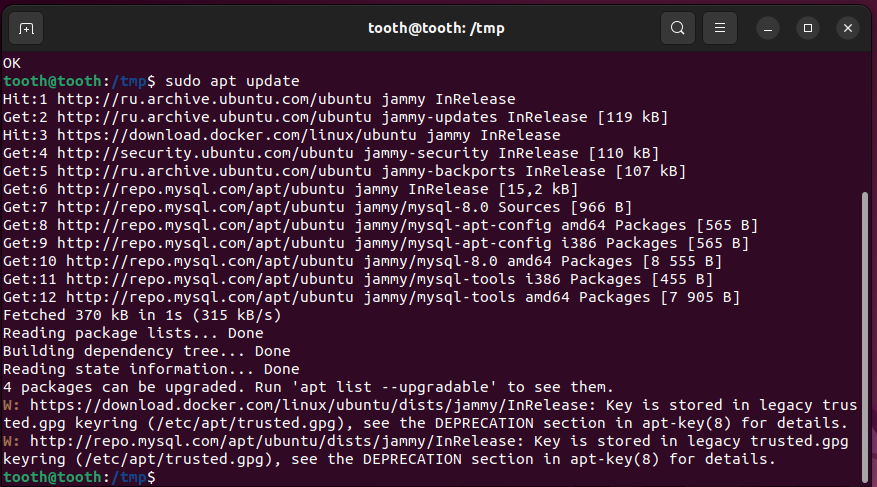 tooth@tooth: /tmp
OK
tooth@tooth:/tmp$ sudo apt update
Hit:1 http://ru.archive.ubuntu.com/ubuntu jammy InRelease
Get:2 http://ru.archive.ubuntu.com/ubuntu jammy-updates InRelease [119 kB]
Hit:3 https://download.docker.com/linux/ubuntu jammy InRelease
Get:4 http://security.ubuntu.com/ubuntu jammy-security InRelease [110 kB]
Get:5 http://ru.archive.ubuntu.com/ubuntu jammy-backports InRelease [107 kB]
Get:6 http://repo.mysql.com/apt/ubuntu jammy InRelease [15,2 kB]
Get:7 http://repo.mysql.com/apt/ubuntu jammy/mysql-8.0 Sources [966 B]
Get:8 http://repo.mysql.com/apt/ubuntu jammy/mysql-apt-config amd64 Packages [565 B]
Get:9 http://repo.mysql.com/apt/ubuntu jammy/mysql-apt-config i386 Packages [565 B]
Get:10 http://repo.mysql.com/apt/ubuntu jammy/mysql-8.0 amd64 Packages [8 555 B]
Get:11 http://repo.mysql.com/apt/ubuntu jammy/mysql-tools i386 Packages [455 B]
Get:12 http://repo.mysql.com/apt/ubuntu jammy/mysql-tools amd64 Packages [7 905 B]
Fetched 370 kB in 1s (315 kB/s)
Reading package lists... Done
Building dependency tree... Done
Reading state information... Done
4 packages can be upgraded. Run 'apt list --upgradable' to see them.
W: https://download.docker.com/linux/ubuntu/dists/jammy/InRelease: Key is stored in legacy trus
ted.gpg keyring (/etc/apt/trusted.gpg), see the DEPRECATION section in apt-key(8) for details.
W: http://repo.mysql.com/apt/ubuntu/dists/jammy/InRelease: Key is stored in legacy trusted.gpg
keyring (/etc/apt/trusted.gpg), see the DEPRECATION section in apt-key(8) for details.
tooth@tooth:/tmp$